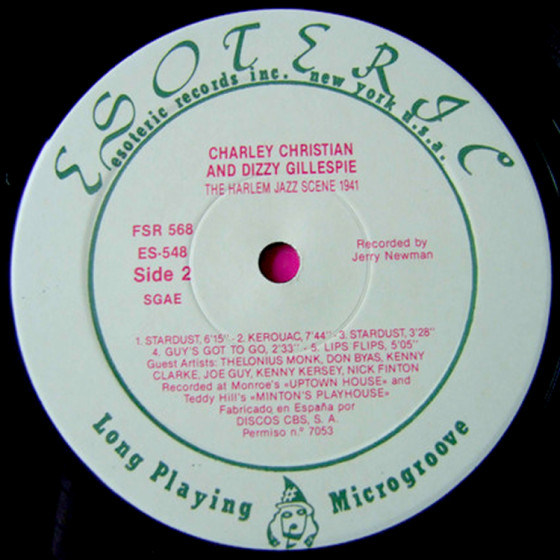 ESOTERIC
esoteric records inc. new york u.s.a.
CHARLEY CHRISTIAN
AND DIZZY GILLESPIE
THE HARLEM JAZZ SCENE 1941
FSR 568
ES-548
Side 2
SGAE
Recorded by
Jerry Newman
1. STARDUST, 6'15'' - 2. KEROUAC, 7'44'' - 3. STARDUST, 3'28''
4. GUY'S GOT TO GO, 2'33'' - 5. LIPS FLIPS, 5'05''
Guest Artists: THELONIUS MONK, DON BYAS, KENNY
CLARKE, JOE GUY, KENNY KERSEY, NICK FINTON
Recorded at Monroe's «UPTOWN HOUSE» and
Teddy Hill's «MINTON'S PLAYHOUSE»
Fabricado en España por
DISCOS CBS, S. A.
Permiso n.º 7053
Long Playing Microgroove